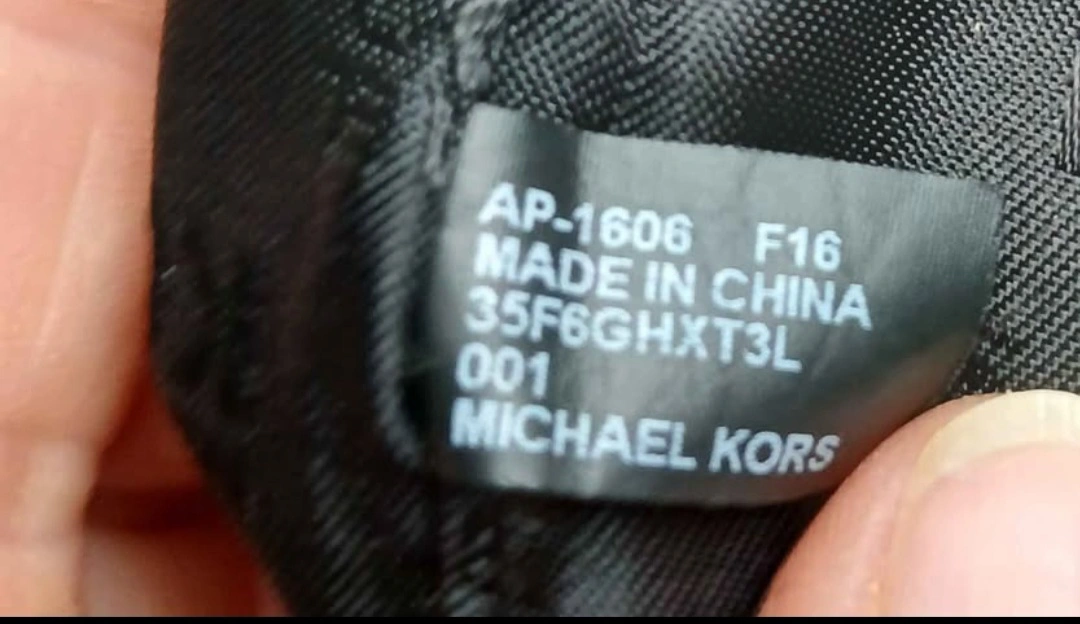 AP-1606 F16
MADE IN CHINA
35F6GHXT3L
001
MICHAEL KORS